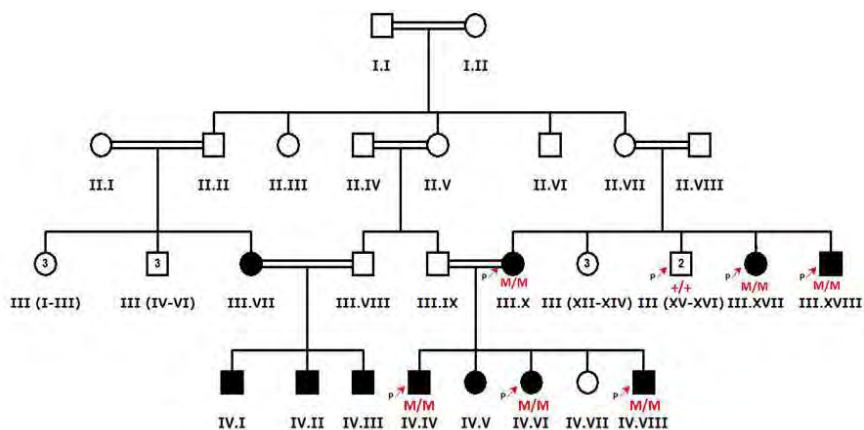 I.I I.II
II.I II.II II.III II.IV II.V II.VI II.VII II.VIII
3 3 P 3 P 2 P P
M/M +/+ M/M M/M
III (I-III) III (IV-VI) III.VII III.VIII III.IX III.X III (XII-XIV) III (XV-XVI) III.XVII III.XVIII
P P P
M/M M/M M/M
IV.I IV.II IV.III IV.IV IV.V IV.VI IV.VII IV.VIII